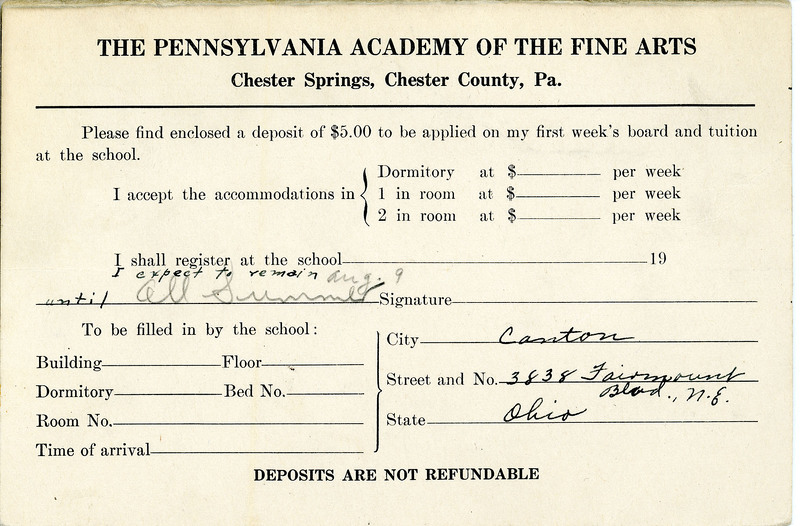 THE PENNSYLVANIA ACADEMY OF THE FINE ARTS
Chester Springs, Chester County, Pa.
Please find enclosed a deposit of $5.00 to be applied on my first week's board and tuition
at the school.
I accept the accommodations in
Dormitory at $ per week
1 in room at $ per week
2 in room at $ per week
I shall register at the school 19
I expect to remain Aug. 9
until All Summer Signature
To be filled in by the school:
Building Floor
Dormitory Bed No.
Room No.
Time of arrival
City Canton
Street and No. 3838 Fairmount
Blvd., N.E.
State Ohio
DEPOSITS ARE NOT REFUNDABLE